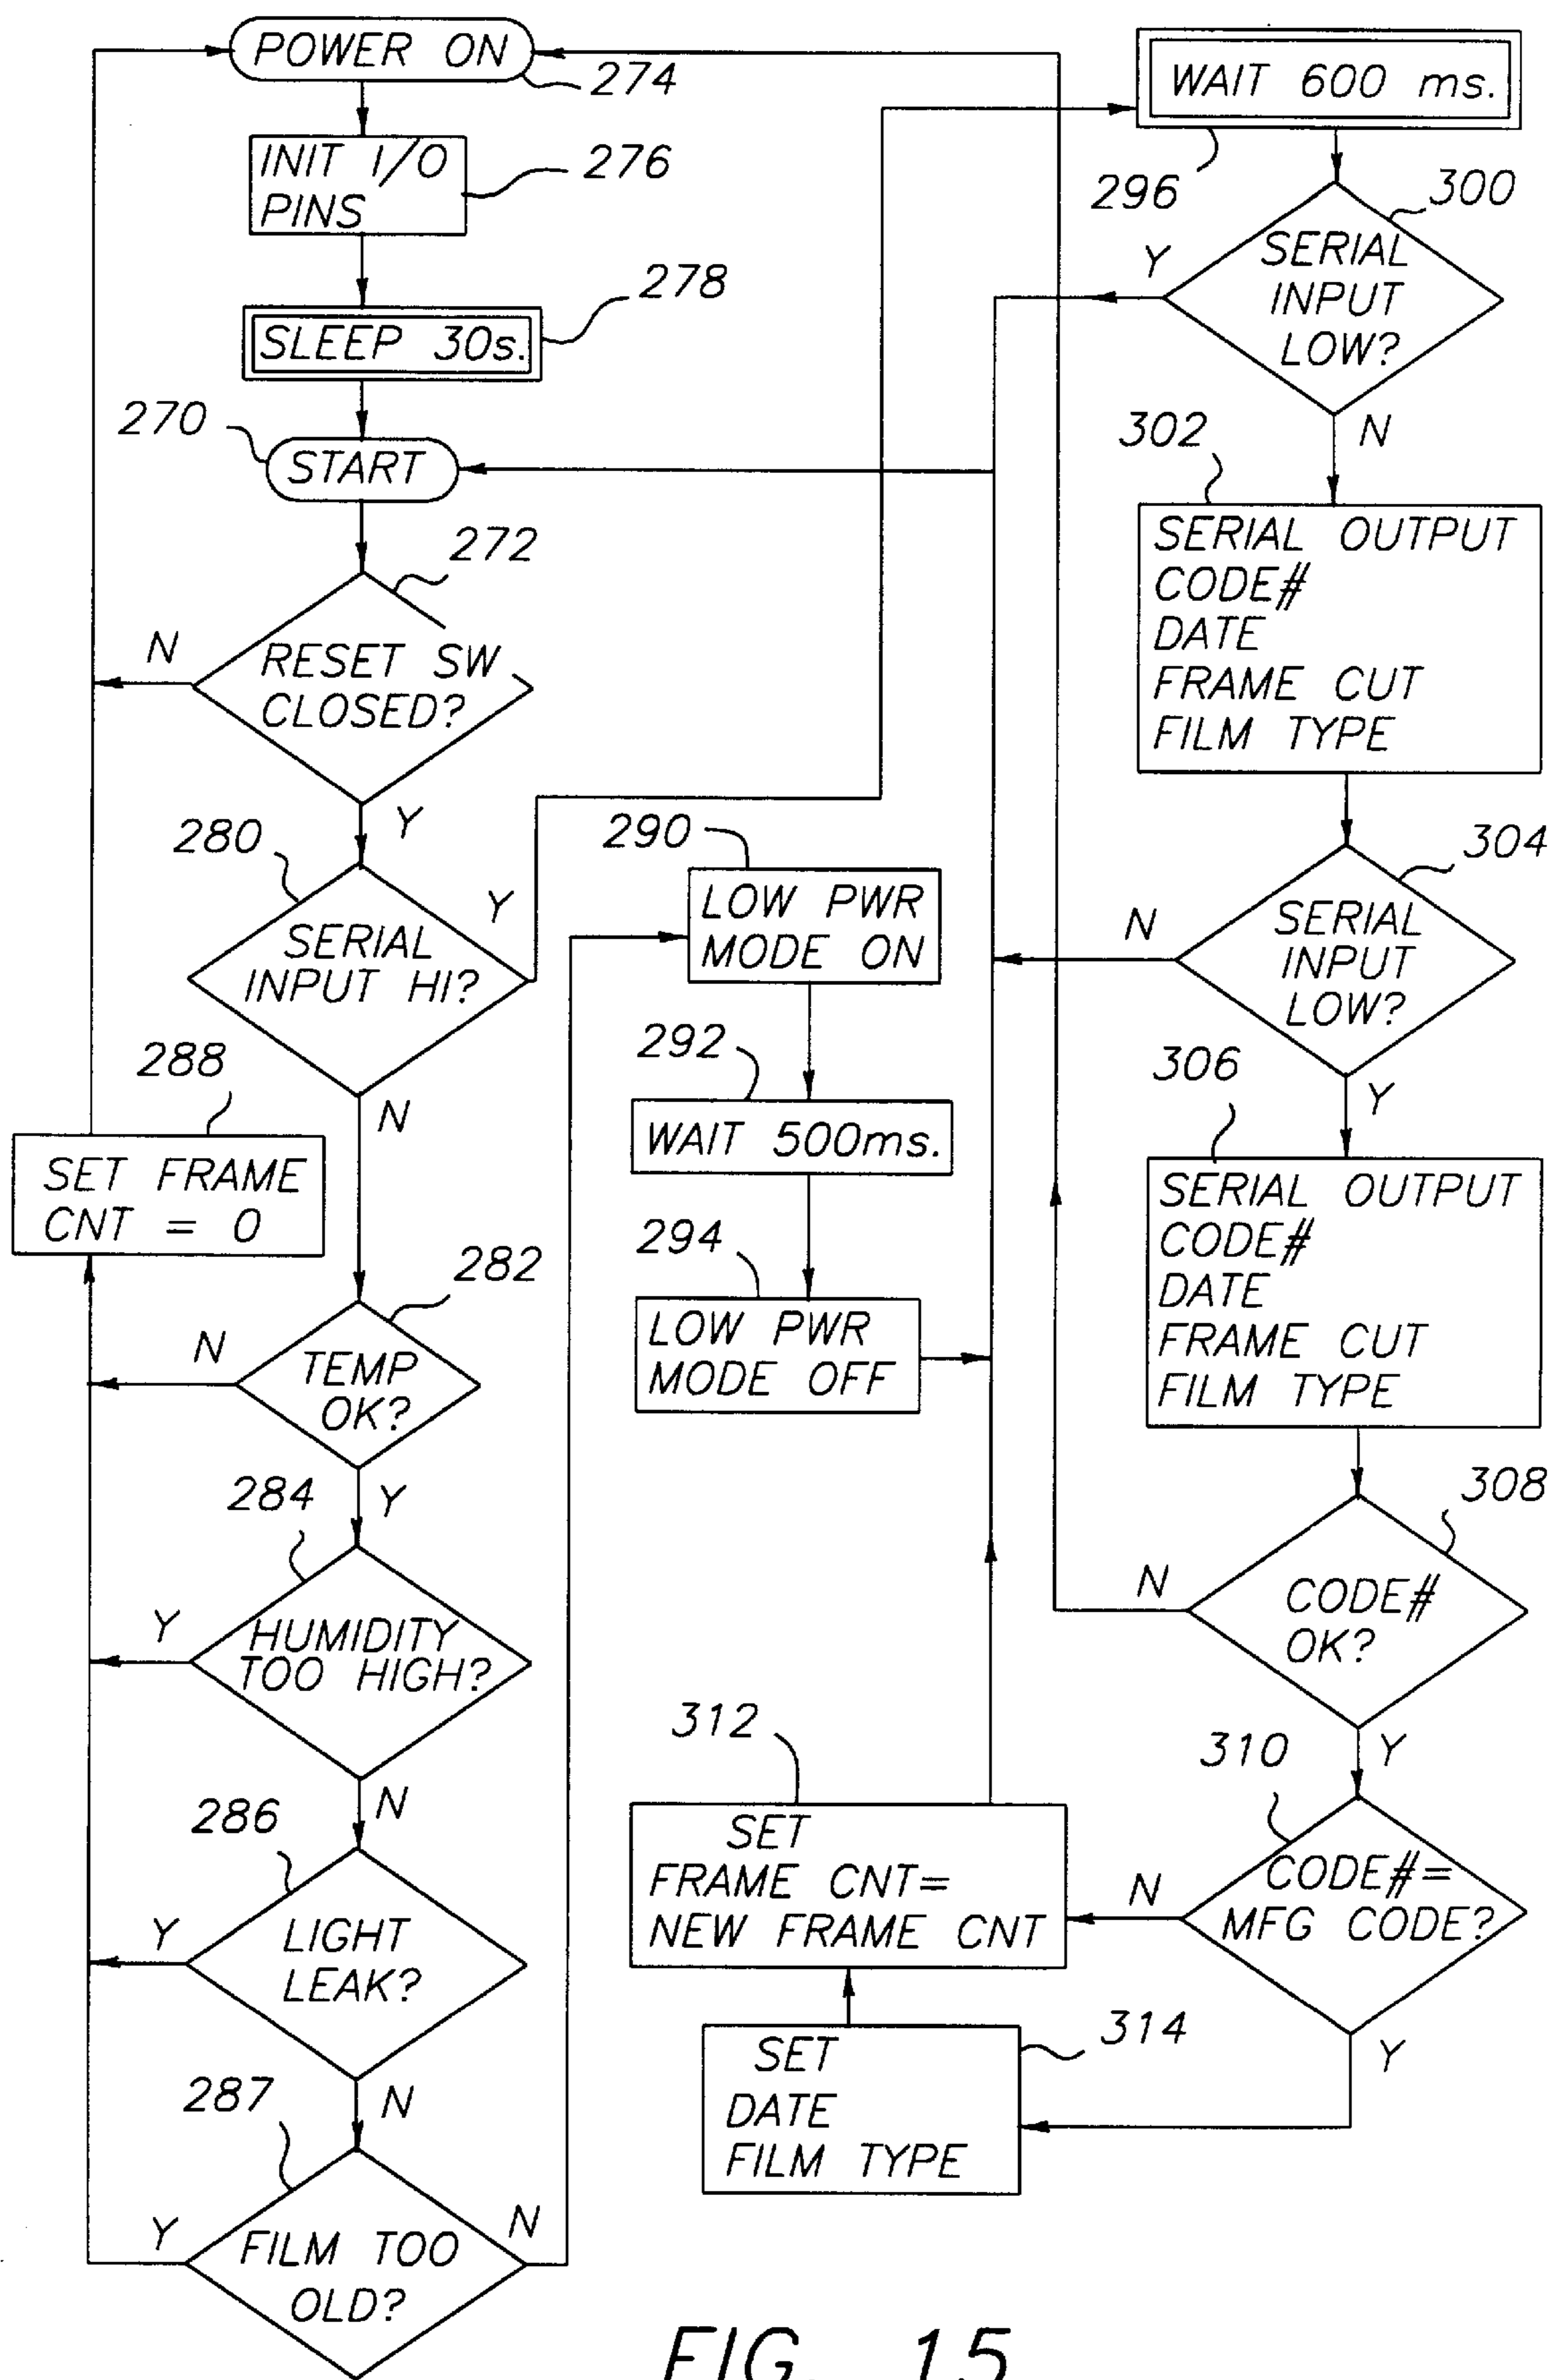 POWER ON
274
INIT I/O
PINS
276
SLEEP 30s.
278
270
START
272
N
RESET SW
CLOSED?
Y
280
Y
SERIAL
INPUT HI?
288
N
SET FRAME
CNT = 0
282
N
TEMP
OK?
284
Y
Y
HUMIDITY
TOO HIGH?
286
N
Y
LIGHT
LEAK?
287
N
Y
N
FILM TOO
OLD?
290
LOW PWR
MODE ON
292
WAIT 500ms.
294
LOW PWR
MODE OFF
312
SET
FRAME CNT=
NEW FRAME CNT
314
SET
DATE
FILM TYPE
WAIT 600 ms.
296
300
Y
SERIAL
INPUT
LOW?
302
N
SERIAL OUTPUT
CODE#
DATE
FRAME CUT
FILM TYPE
304
N
SERIAL
INPUT
LOW?
306
Y
SERIAL OUTPUT
CODE#
DATE
FRAME CUT
FILM TYPE
308
N
CODE#
OK?
310
Y
N
CODE#=
MFG CODE?
Y
FIG. 15